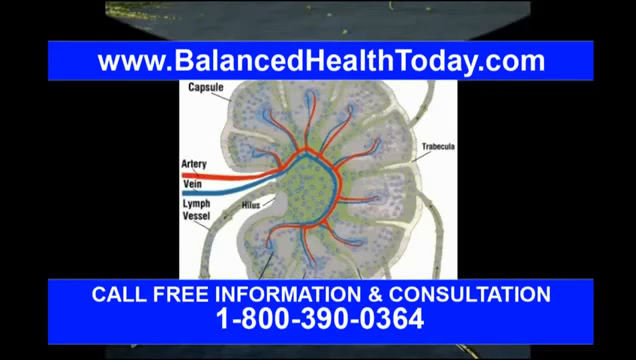 www.BalancedHealthToday.com
Capsule
Trabecula
Artery
Vein
Lymph
Vessel
Hilus
CALL FREE INFORMATION & CONSULTATION
1-800-390-0364